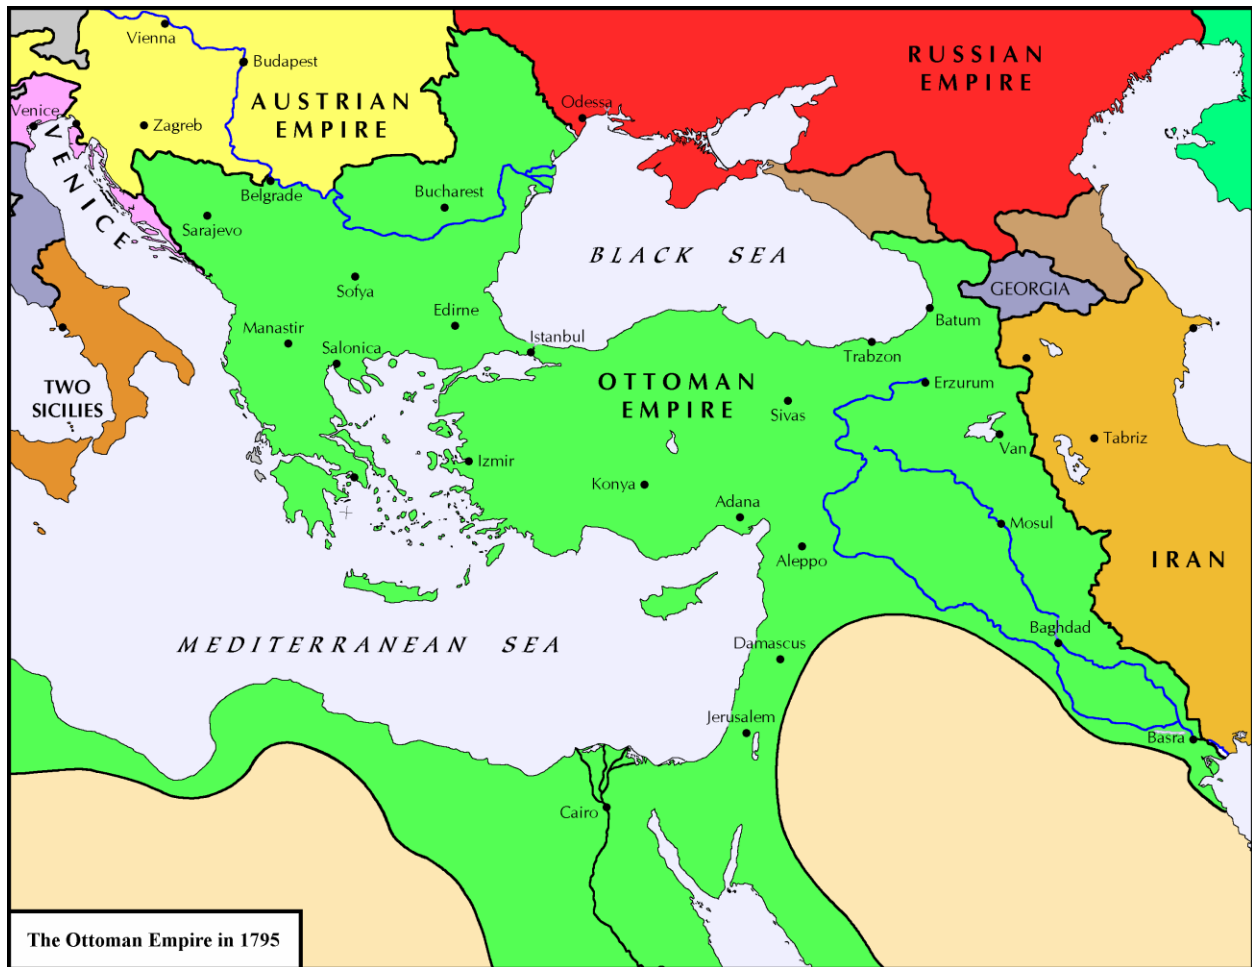 Vienna
Budapest
RUSSIAN
EMPIRE
AUSTRIAN
EMPIRE
Odessa
Venice
Zagreb
VENICE
Belgrade
Bucharest
Sarajevo
BLACK SEA
Sofya
GEORGIA
Edirne
Batum
Manastir
Istanbul
Salonica
Trabzon
TWO
SICILIES
OTTOMAN
EMPIRE
Erzurum
Sivas
Van
Tabriz
Izmir
Konya
Adana
Mosul
Aleppo
IRAN
Baghdad
MEDITERRANEAN SEA
Damascus
Jerusalem
Basra
Cairo
The Ottoman Empire in 1795